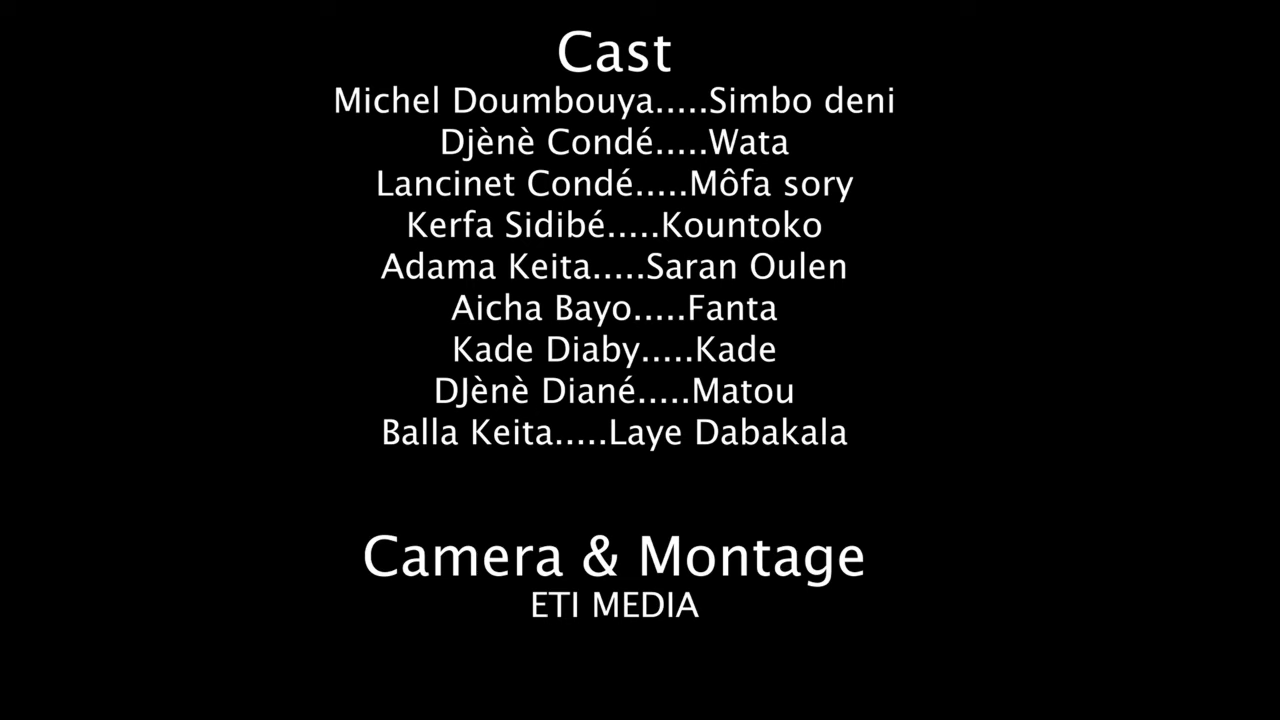 Cast
Michel Doumbouya.....Simbo deni
Djènè Condé.....Wata
Lancinet Condé.....Môfa sory
Kerfa Sidibé.....Kountoko
Adama Keita.....Saran Oulen
Aicha Bayo.....Fanta
Kade Diaby.....Kade
DJènè Diané.....Matou
Balla Keita.....Laye Dabakala
Camera & Montage
ETI MEDIA